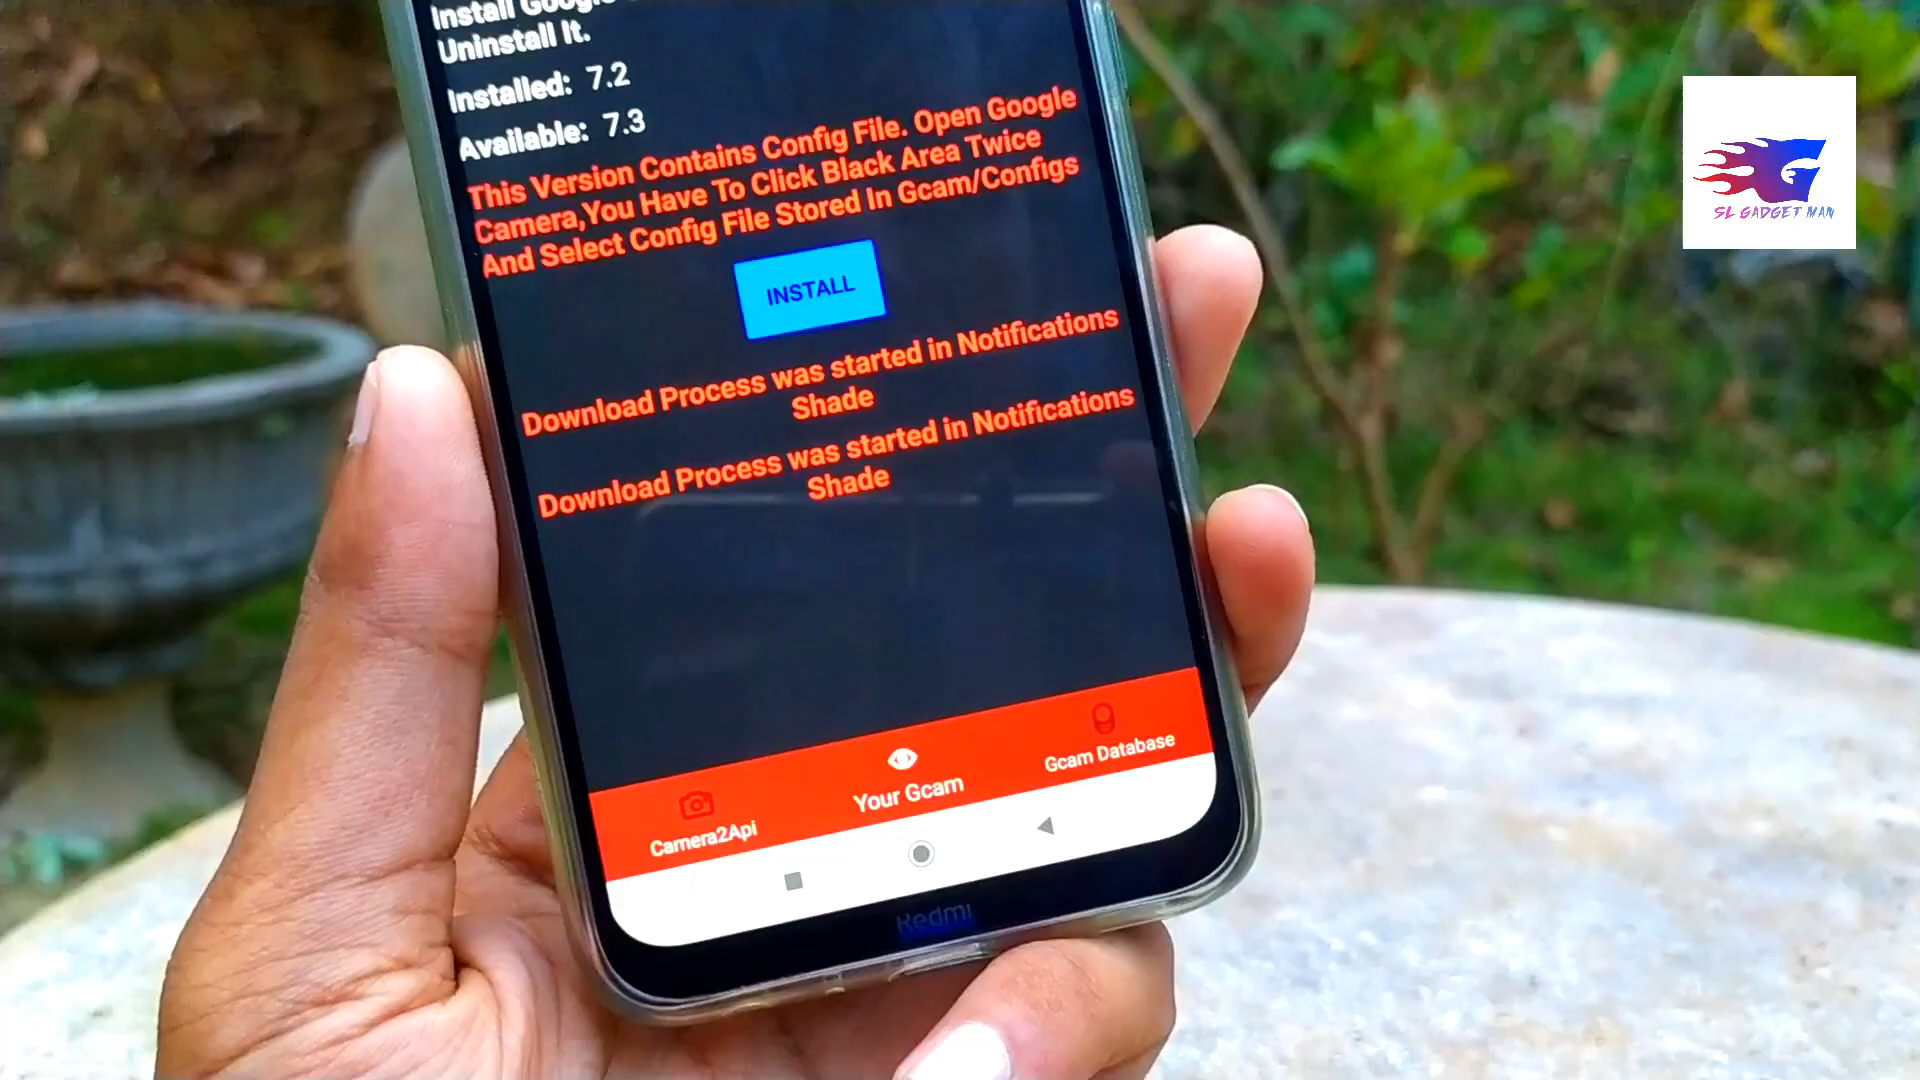 Install Google
Uninstall It.
Installed: 7.2
Available: 7.3
This Version Contains Config File. Open Google
Camera,You Have To Click Black Area Twice
And Select Config File Stored In Gcam/Configs
INSTALL
Download Process was started in Notifications
Shade
Download Process was started in Notifications
Shade
Camera2Api
Your Gcam
Gcam Database
Redmi
SL GADGET MAN